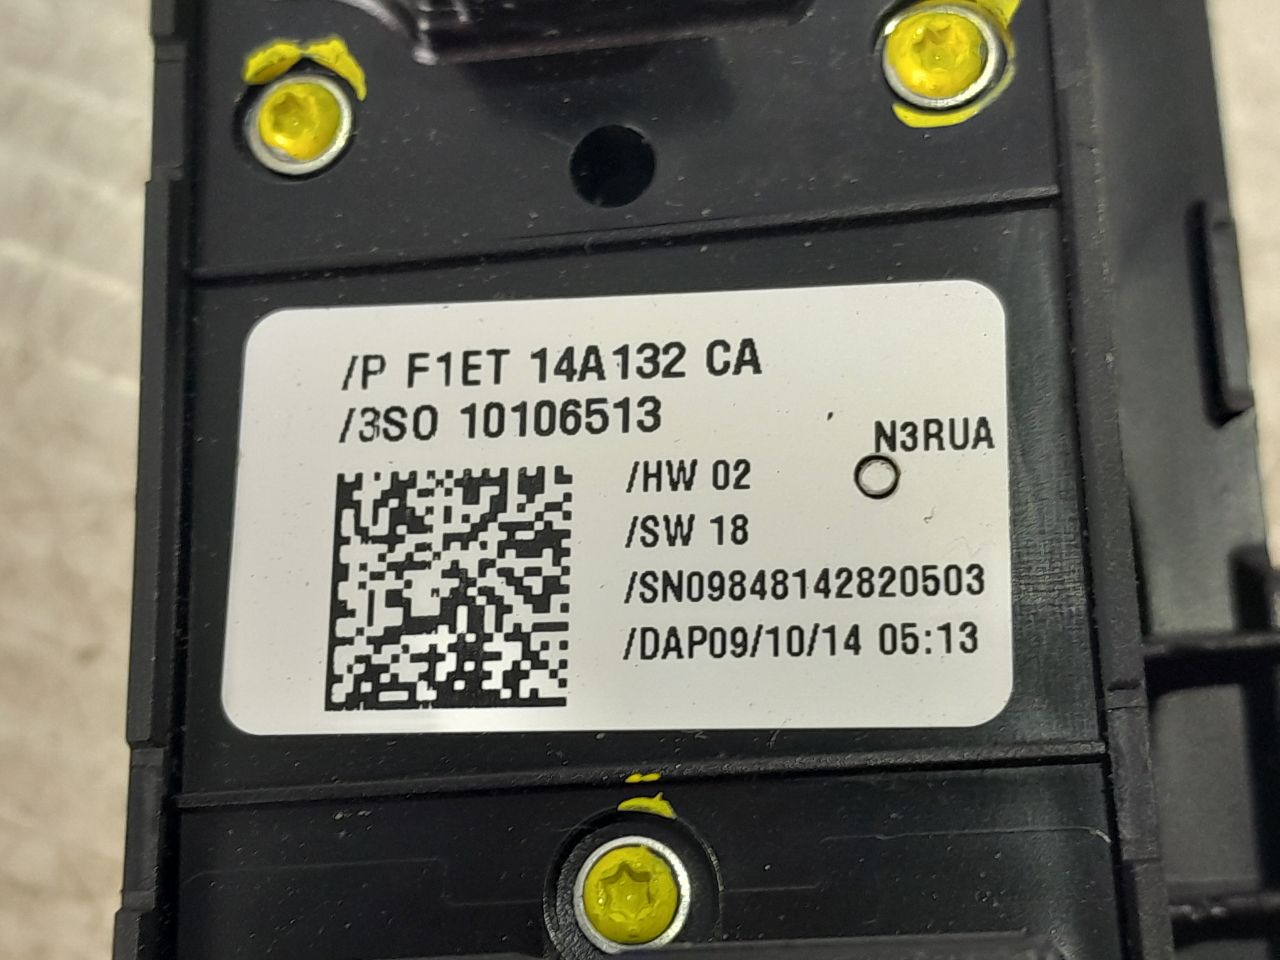 /P F1ET 14A132 CA
/3S0 10106513
N3RUA
/HW 02
/SW 18
/SN09848142820503
/DAP09/10/14 05:13